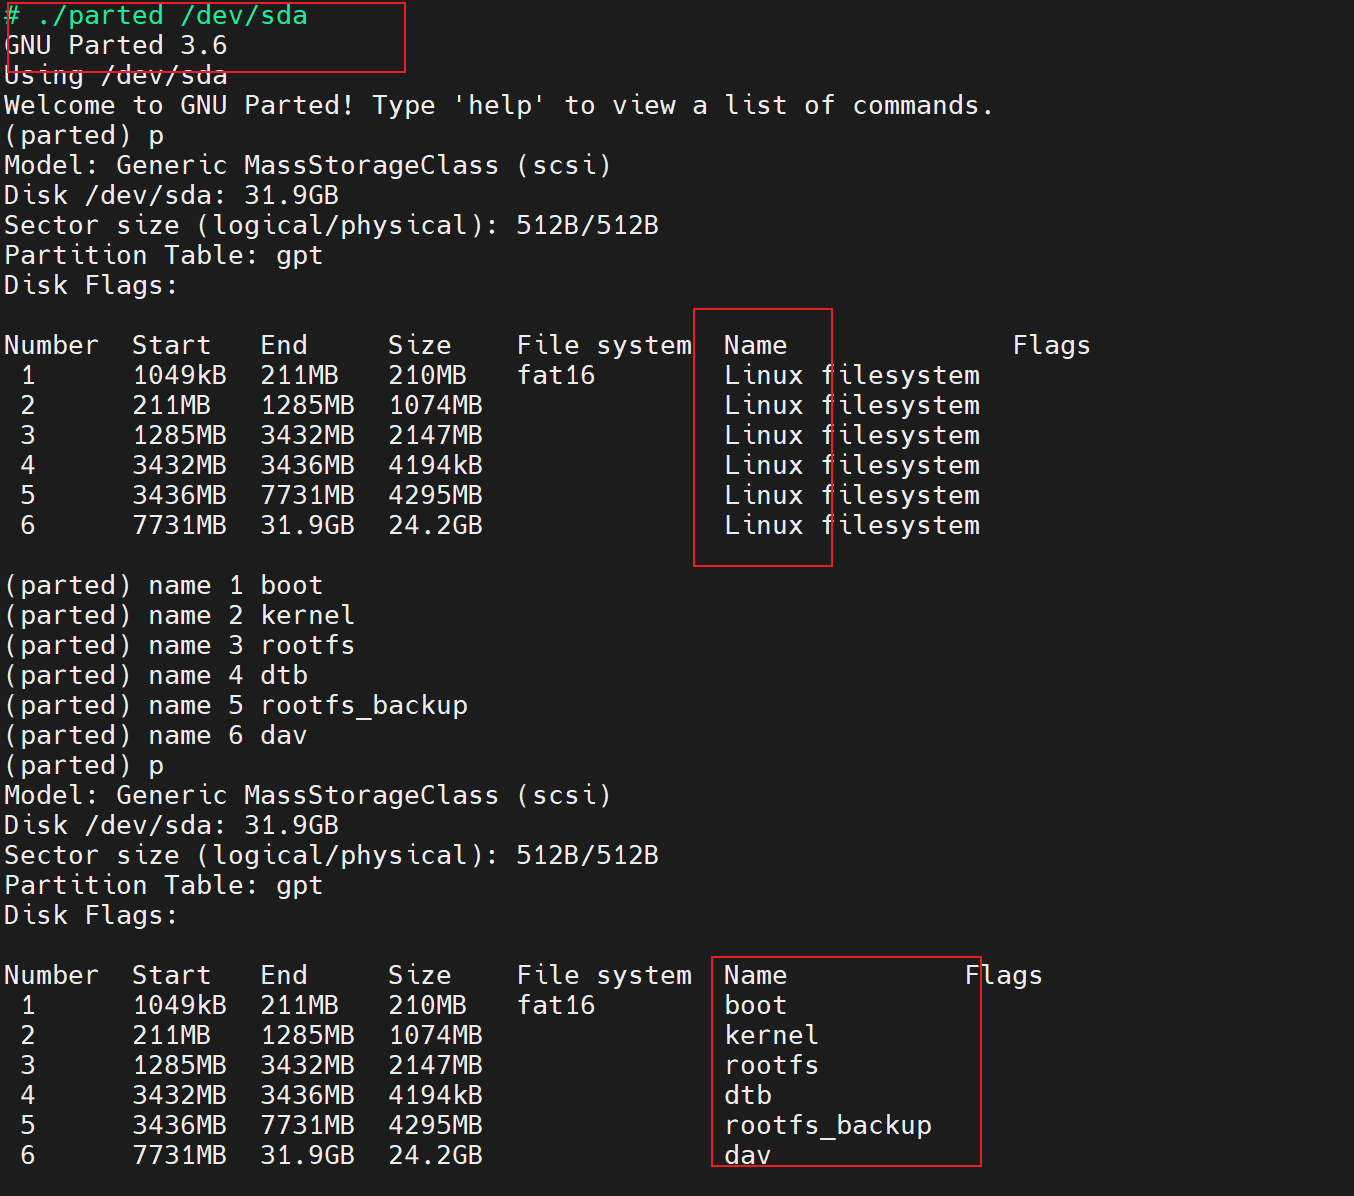 # ./parted /dev/sda
GNU Parted 3.6
Using /dev/sda
Welcome to GNU Parted! Type 'help' to view a list of commands.
(parted) p
Model: Generic MassStorageClass (scsi)
Disk /dev/sda: 31.9GB
Sector size (logical/physical): 512B/512B
Partition Table: gpt
Disk Flags:

Number  Start   End     Size    File system  Name              Flags
 1      1049kB  211MB   210MB   fat16        Linux filesystem
 2      211MB   1285MB  1074MB               Linux filesystem
 3      1285MB  3432MB  2147MB               Linux filesystem
 4      3432MB  3436MB  4194kB               Linux filesystem
 5      3436MB  7731MB  4295MB               Linux filesystem
 6      7731MB  31.9GB  24.2GB               Linux filesystem

(parted) name 1 boot
(parted) name 2 kernel
(parted) name 3 rootfs
(parted) name 4 dtb
(parted) name 5 rootfs_backup
(parted) name 6 dav
(parted) p
Model: Generic MassStorageClass (scsi)
Disk /dev/sda: 31.9GB
Sector size (logical/physical): 512B/512B
Partition Table: gpt
Disk Flags:

Number  Start   End     Size    File system  Name           Flags
 1      1049kB  211MB   210MB   fat16        boot
 2      211MB   1285MB  1074MB               kernel
 3      1285MB  3432MB  2147MB               rootfs
 4      3432MB  3436MB  4194kB               dtb
 5      3436MB  7731MB  4295MB               rootfs_backup
 6      7731MB  31.9GB  24.2GB               dav